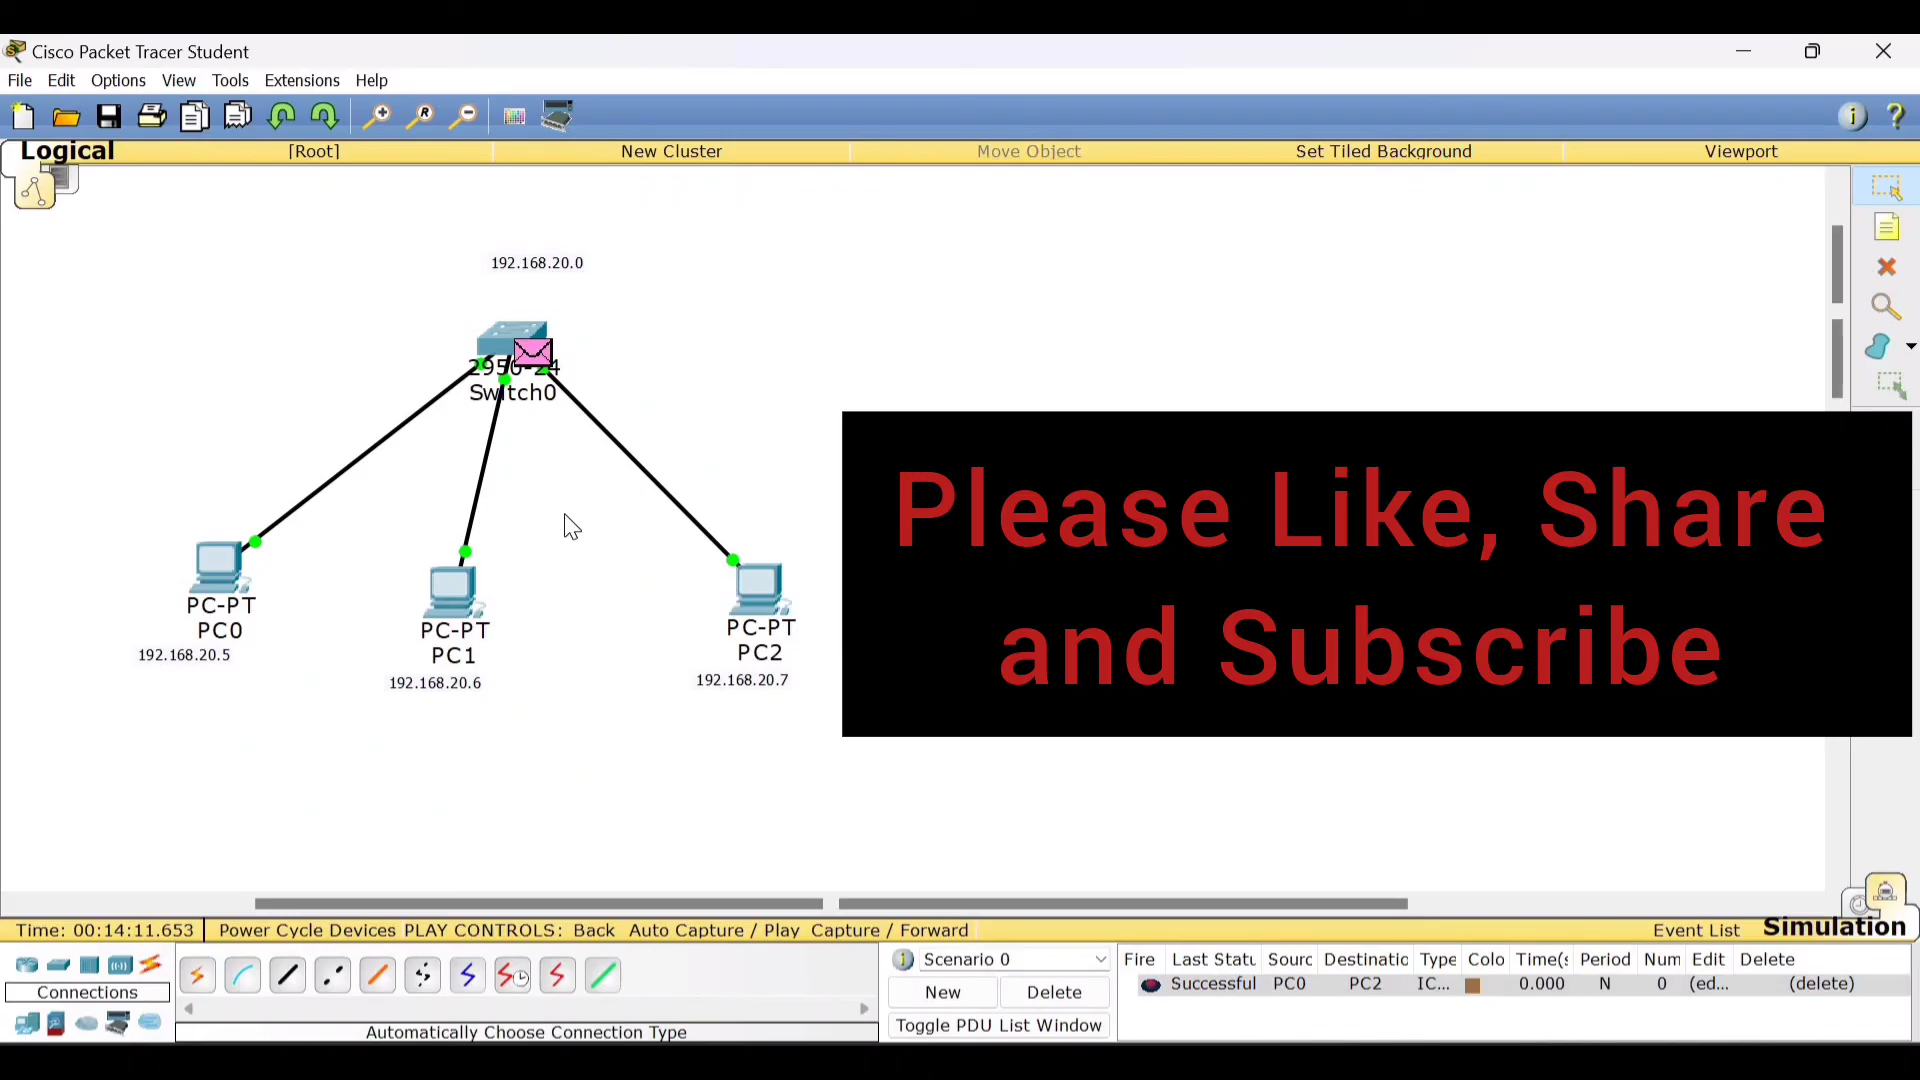 Cisco Packet Tracer Student
File Edit Options View Tools Extensions Help
Logical [Root] New Cluster Move Object Set Tiled Background Viewport
192.168.20.0
2950-24
Switch0
PC-PT
PC0
192.168.20.5
PC-PT
PC1
192.168.20.6
PC-PT
PC2
192.168.20.7
Please Like, Share
and Subscribe
Time: 00:14:11.653 Power Cycle Devices PLAY CONTROLS: Back Auto Capture / Play Capture / Forward Event List Simulation
Connections
Automatically Choose Connection Type
Scenario 0
New Delete
Toggle PDU List Window
Fire Last Statu Sourc Destinatic Type Colo Time(s Period Num Edit Delete
Successful PC0 PC2 IC... 0.000 N 0 (ed... (delete)